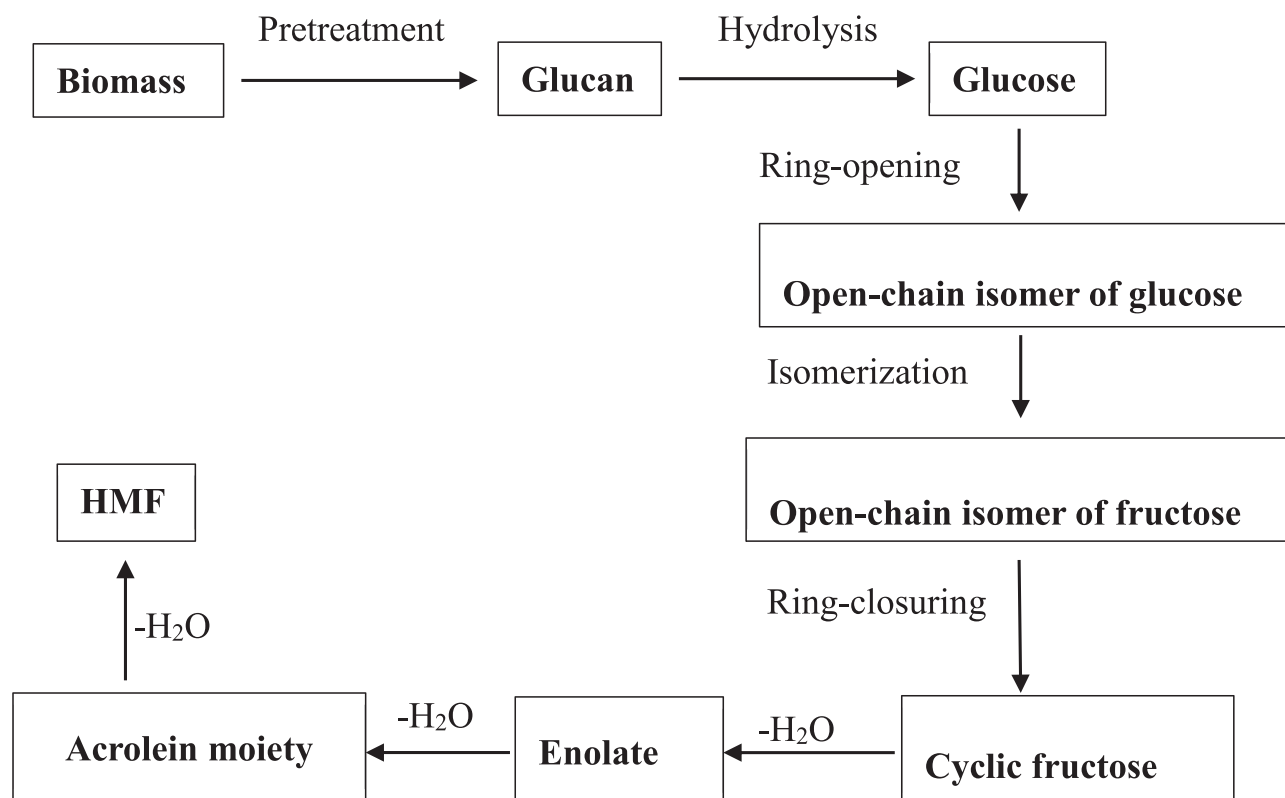 Pretreatment
Hydrolysis
Biomass
Glucan
Glucose
Ring-opening
Open-chain isomer of glucose
Isomerization
Open-chain isomer of fructose
Ring-closuring
Cyclic fructose
-H₂O
Enolate
-H₂O
Acrolein moiety
-H₂O
HMF